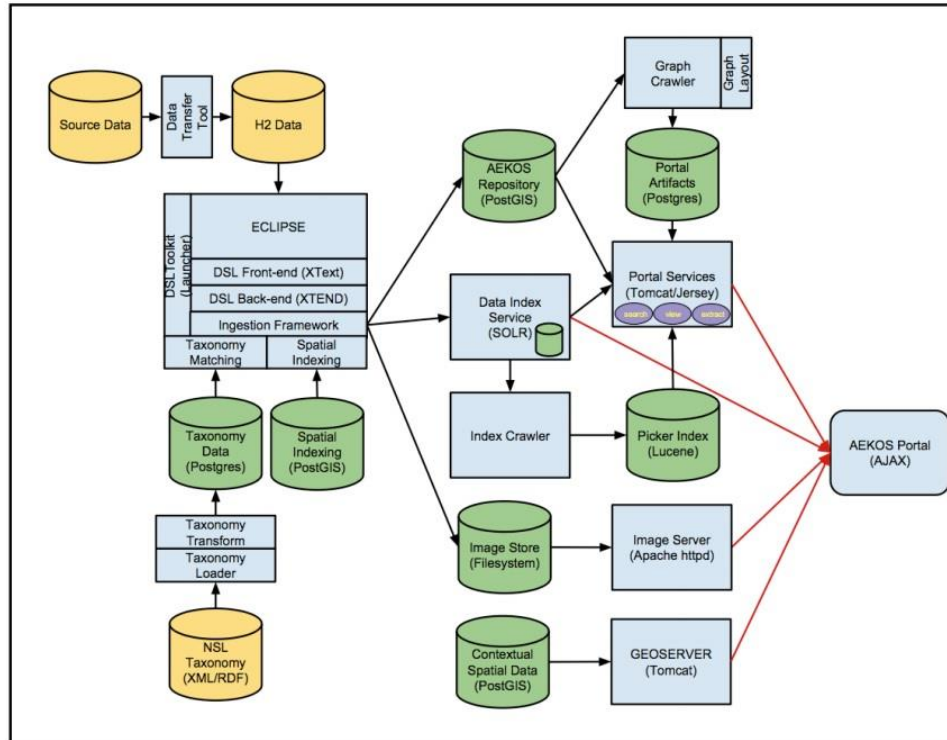 Source Data
Data
Transfer
Tool
H2 Data
DSLToolkit
(Launcher)
ECLIPSE
DSL Front-end (XText)
DSL Back-end (XTEND)
Ingestion Framework
Taxonomy
Matching
Spatial
Indexing
Taxonomy
Data
(Postgres)
Spatial
Indexing
(PostGIS)
Taxonomy
Transform
Taxonomy
Loader
NSL
Taxonomy
(XML/RDF)
AEKOS
Repository
(PostGIS)
Graph
Crawler
Graph
Layout
Portal
Artifacts
(Postgres)
Data Index
Service
(SOLR)
Portal Services
(Tomcat/Jersey)
search
view
extract
Index Crawler
Picker Index
(Lucene)
AEKOS Portal
(AJAX)
Image Store
(Filesystem)
Image Server
(Apache httpd)
Contextual
Spatial Data
(PostGIS)
GEOSERVER
(Tomcat)